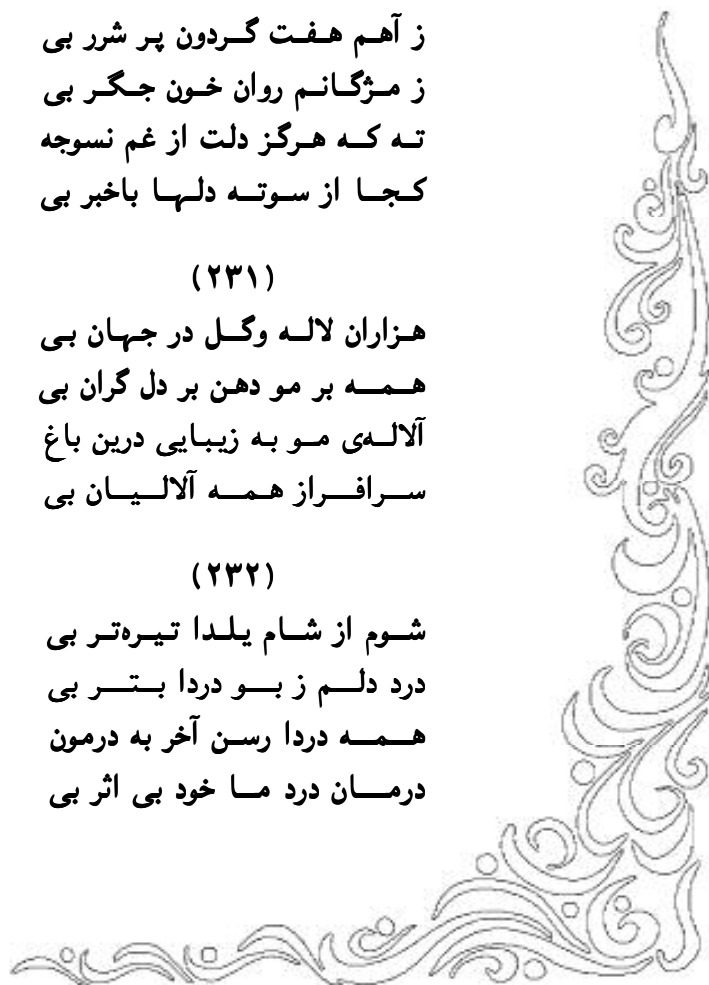 ز آهم هفت گردون پر شرر بی
ز مژگانم روان خون جگر بی
ته که هرگز دلت از غم نسوجه
کجا از سوته دلها باخبر بی
(۲۳۱)
هزاران لاله وگل در جهان بی
همه بر مو دهن بر دل گران بی
آلاله‌ی مو به زیبایی درین باغ
سرافراز همه آلالیان بی
(۲۳۲)
شوم از شام یلدا تیره‌تر بی
درد دلم ز بو دردا بتر بی
همه دردا رسن آخر به درمون
درمان درد ما خود بی اثر بی